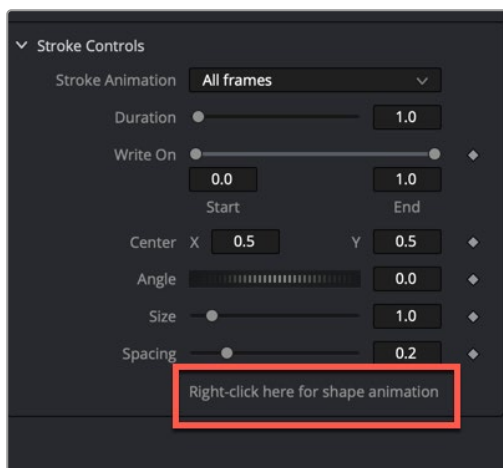 Stroke Controls
Stroke Animation All frames
Duration 1.0
Write On
0.0 1.0
Start End
Center X 0.5 Y 0.5
Angle 0.0
Size 1.0
Spacing 0.2
Right-click here for shape animation